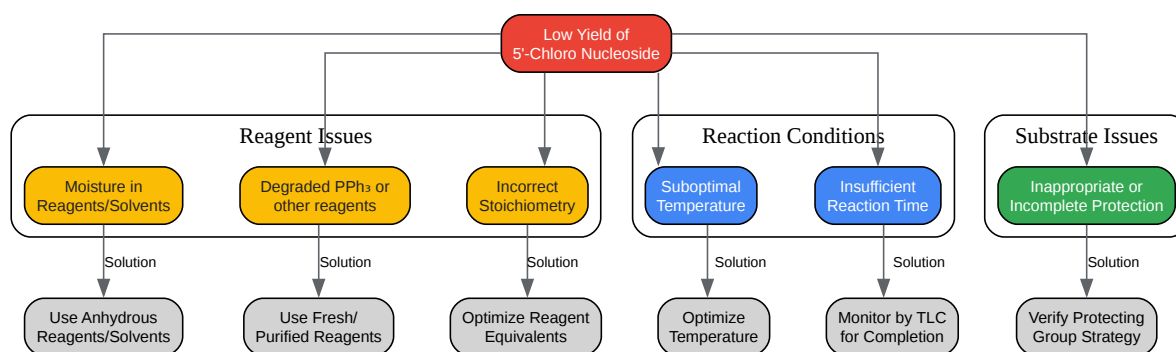 Low Yield of
5'-Chloro Nucleoside
Reagent Issues
Reaction Conditions
Substrate Issues
Moisture in
Reagents/Solvents
Degraded PPh₃ or
other reagents
Incorrect
Stoichiometry
Suboptimal
Temperature
Insufficient
Reaction Time
Inappropriate or
Incomplete Protection
Solution
Solution
Solution
Solution
Solution
Solution
Use Anhydrous
Reagents/Solvents
Use Fresh/
Purified Reagents
Optimize Reagent
Equivalents
Optimize
Temperature
Monitor by TLC
for Completion
Verify Protecting
Group Strategy